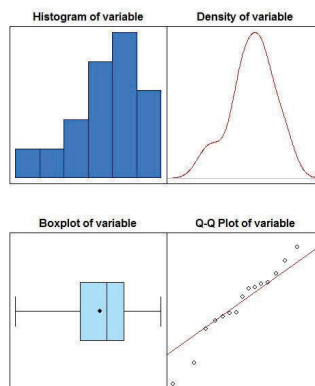 Histogram of variable
Density of variable
Boxplot of variable
Q-Q Plot of variable